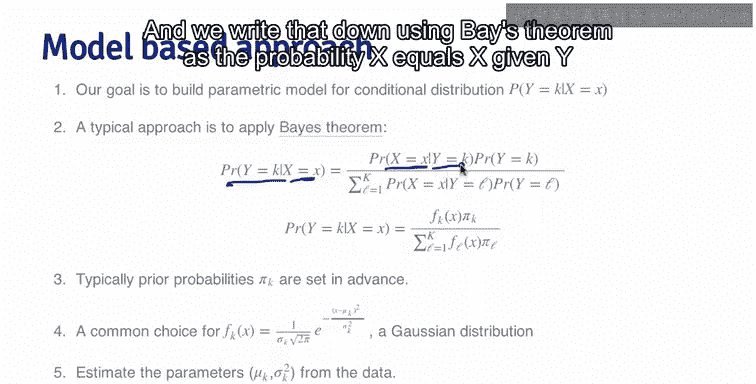 And we write that down using Bay's theorem
Model based approach
as the probability X equals X given Y
1. Our goal is to build parametric model for conditional distribution P(Y = k|X = x)
2. A typical approach is to apply Bayes theorem:
Pr(Y = k|X = x) = Pr(X = x|Y = k)Pr(Y = k) / ∑_{ℓ=1}^{K} Pr(X = x|Y = ℓ)Pr(Y = ℓ)
Pr(Y = k|X = x) = f_k(x)π_k / ∑_{ℓ=1}^{K} f_ℓ(x)π_ℓ
3. Typically prior probabilities π_k are set in advance.
4. A common choice for f_k(x) = 1/(σ_k√2π) e^{-(x-μ_k)²/σ_k²}, a Gaussian distribution
5. Estimate the parameters (μ_k,σ_k²) from the data.